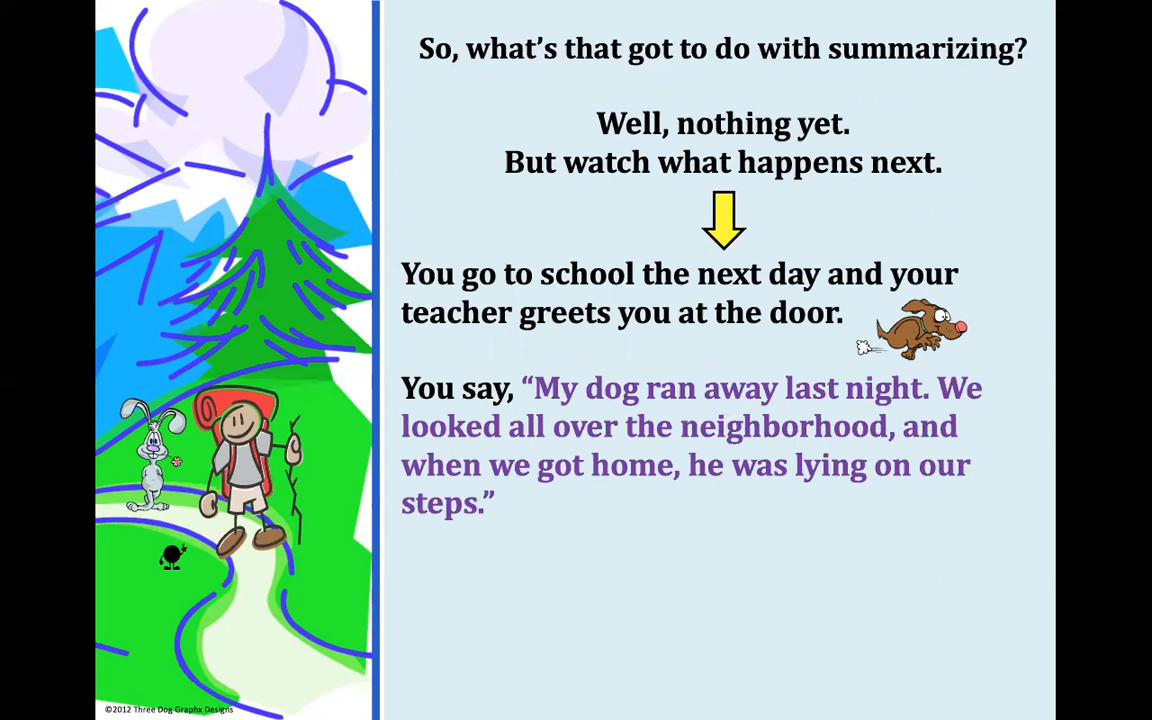 So, what’s that got to do with summarizing?
Well, nothing yet.
But watch what happens next.
You go to school the next day and your
teacher greets you at the door.
You say, “My dog ran away last night. We
looked all over the neighborhood, and
when we got home, he was lying on our
steps.”
©2012 Three Dog Graphx Designs